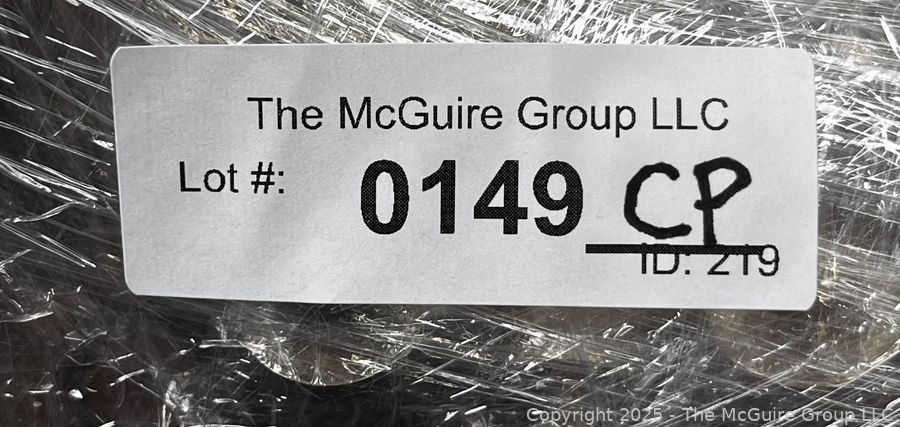 The McGuire Group LLC
Lot #: 0149 CP
ID: 219
Copyright 2025 - The McGuire Group LLC